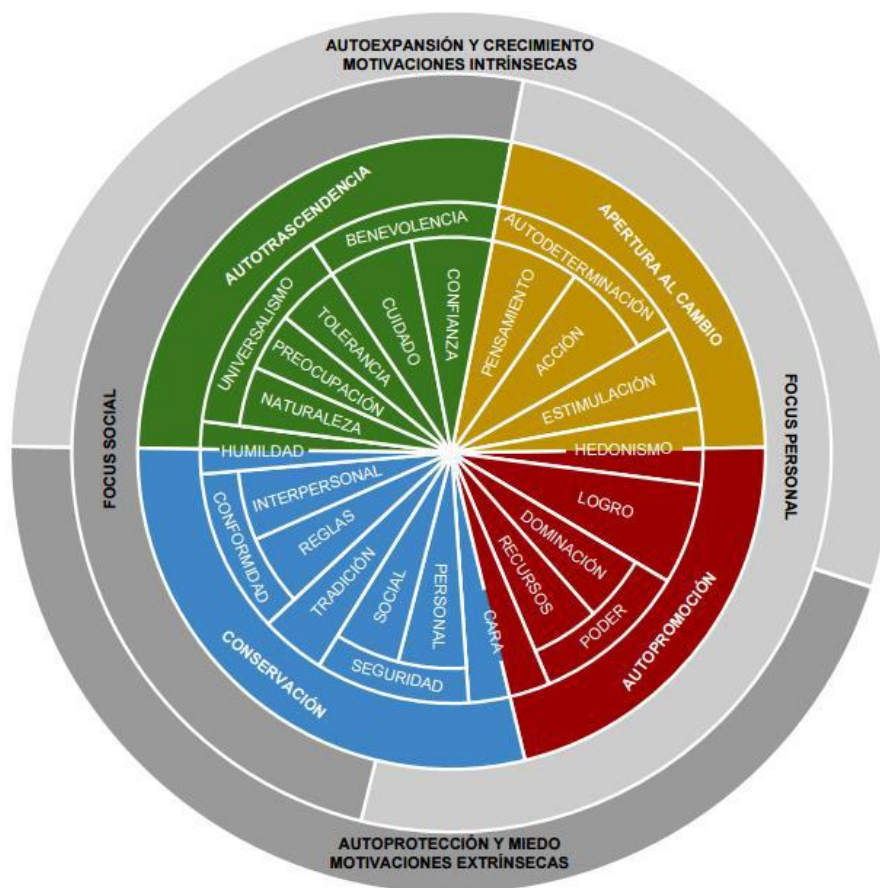 AUTOEXPANSIÓN Y CRECIMIENTO
MOTIVACIONES INTRÍNSECAS
AUTOTRASCENDENCIA
APERTURA AL CAMBIO
BENEVOLENCIA
AUTODETERMINACIÓN
UNIVERSALISMO
TOLERANCIA
CUIDADO
CONFIANZA
PENSAMIENTO
ACCIÓN
PREOCUPACIÓN
ESTIMULACIÓN
NATURALEZA
HUMILDAD
HEDONISMO
FOCUS SOCIAL
FOCUS PERSONAL
INTERPERSONAL
LOGRO
CONFORMIDAD
REGLAS
DOMINACIÓN
TRADICIÓN
RECURSOS
SOCIAL
PERSONAL
CARA
PODER
SEGURIDAD
CONSERVACIÓN
AUTOPROMOCIÓN
AUTOPROTECCIÓN Y MIEDO
MOTIVACIONES EXTRÍNSECAS